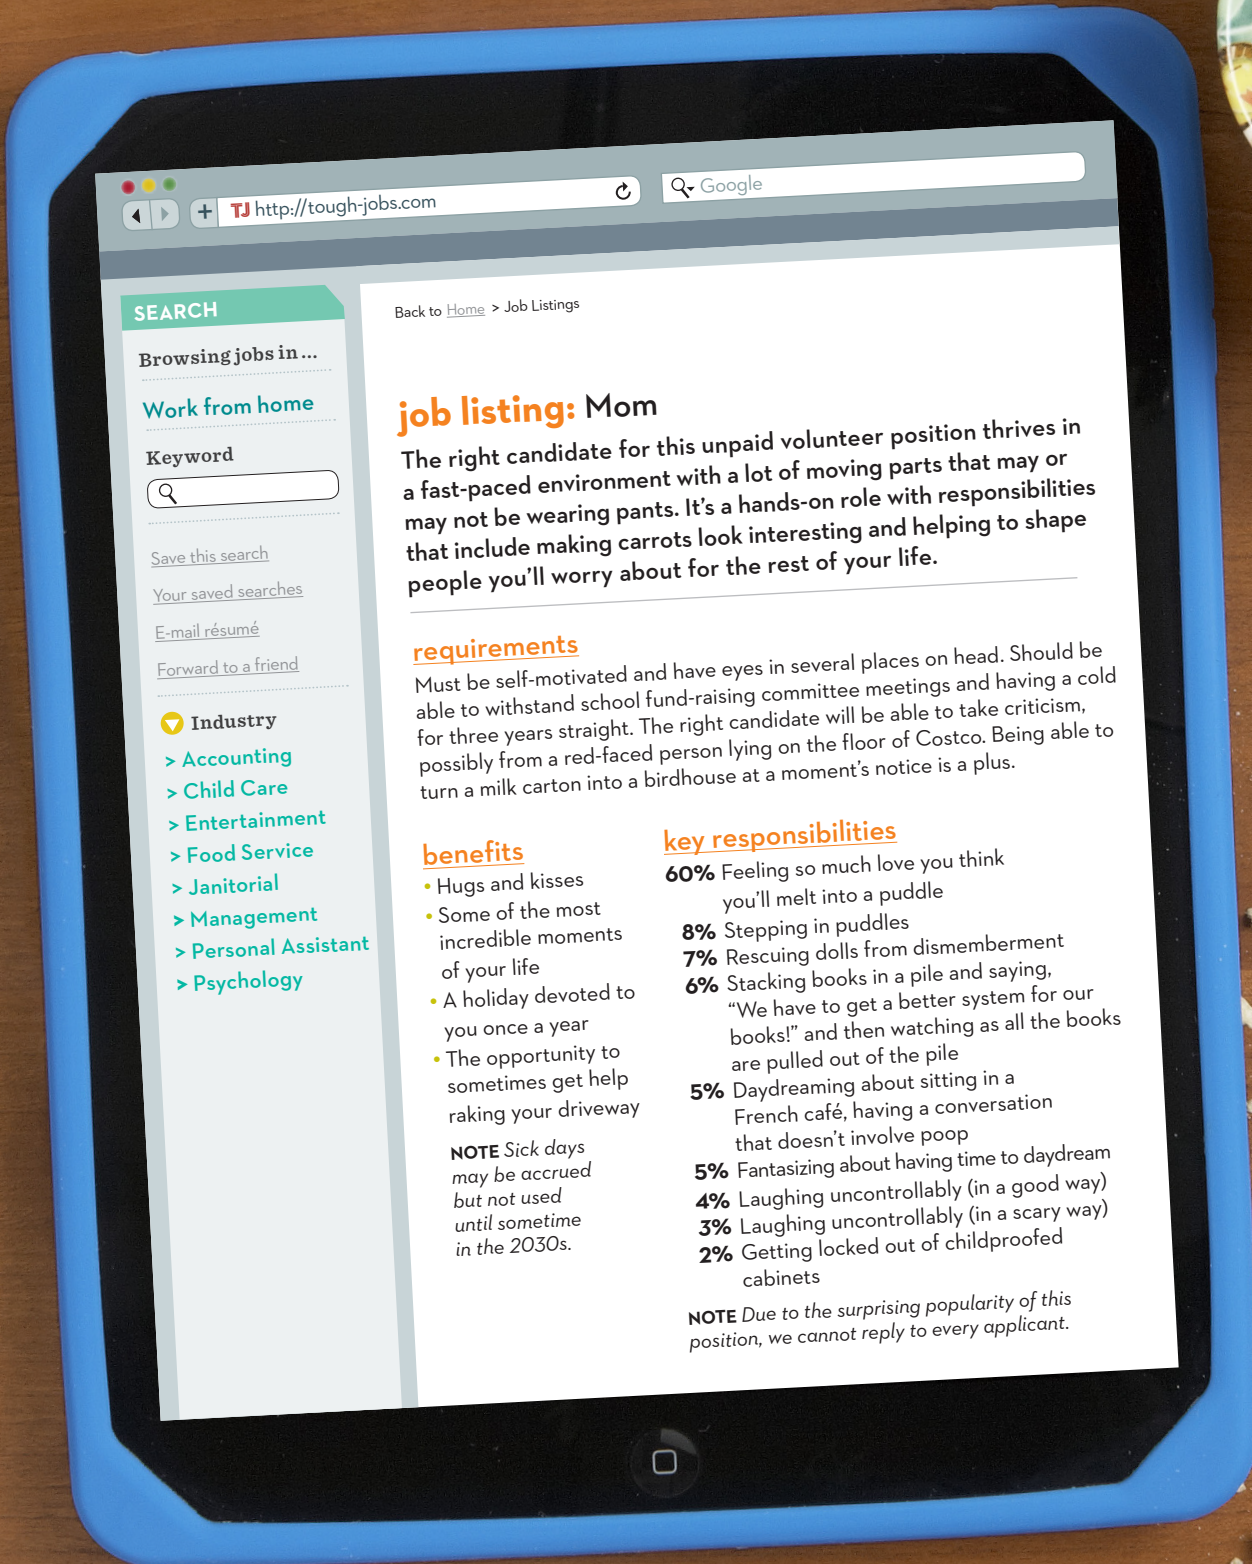 TJ http://tough-jobs.com
Google
SEARCH
Browsing jobs in ...
Work from home
Keyword
Save this search
Your saved searches
E-mail résumé
Forward to a friend
Industry
> Accounting
> Child Care
> Entertainment
> Food Service
> Janitorial
> Management
> Personal Assistant
> Psychology
Back to Home > Job Listings
job listing: Mom
The right candidate for this unpaid volunteer position thrives in
a fast-paced environment with a lot of moving parts that may or
may not be wearing pants. It's a hands-on role with responsibilities
that include making carrots look interesting and helping to shape
people you'll worry about for the rest of your life.
requirements
Must be self-motivated and have eyes in several places on head. Should be
able to withstand school fund-raising committee meetings and having a cold
for three years straight. The right candidate will be able to take criticism,
possibly from a red-faced person lying on the floor of Costco. Being able to
turn a milk carton into a birdhouse at a moment's notice is a plus.
benefits
• Hugs and kisses
• Some of the most
incredible moments
of your life
• A holiday devoted to
you once a year
• The opportunity to
sometimes get help
raking your driveway
NOTE Sick days
may be accrued
but not used
until sometime
in the 2030s.
key responsibilities
60% Feeling so much love you think
you'll melt into a puddle
8% Stepping in puddles
7% Rescuing dolls from dismemberment
6% Stacking books in a pile and saying,
“We have to get a better system for our
books!” and then watching as all the books
are pulled out of the pile
5% Daydreaming about sitting in a
French café, having a conversation
that doesn't involve poop
5% Fantasizing about having time to daydream
4% Laughing uncontrollably (in a good way)
3% Laughing uncontrollably (in a scary way)
2% Getting locked out of childproofed
cabinets
NOTE Due to the surprising popularity of this
position, we cannot reply to every applicant.